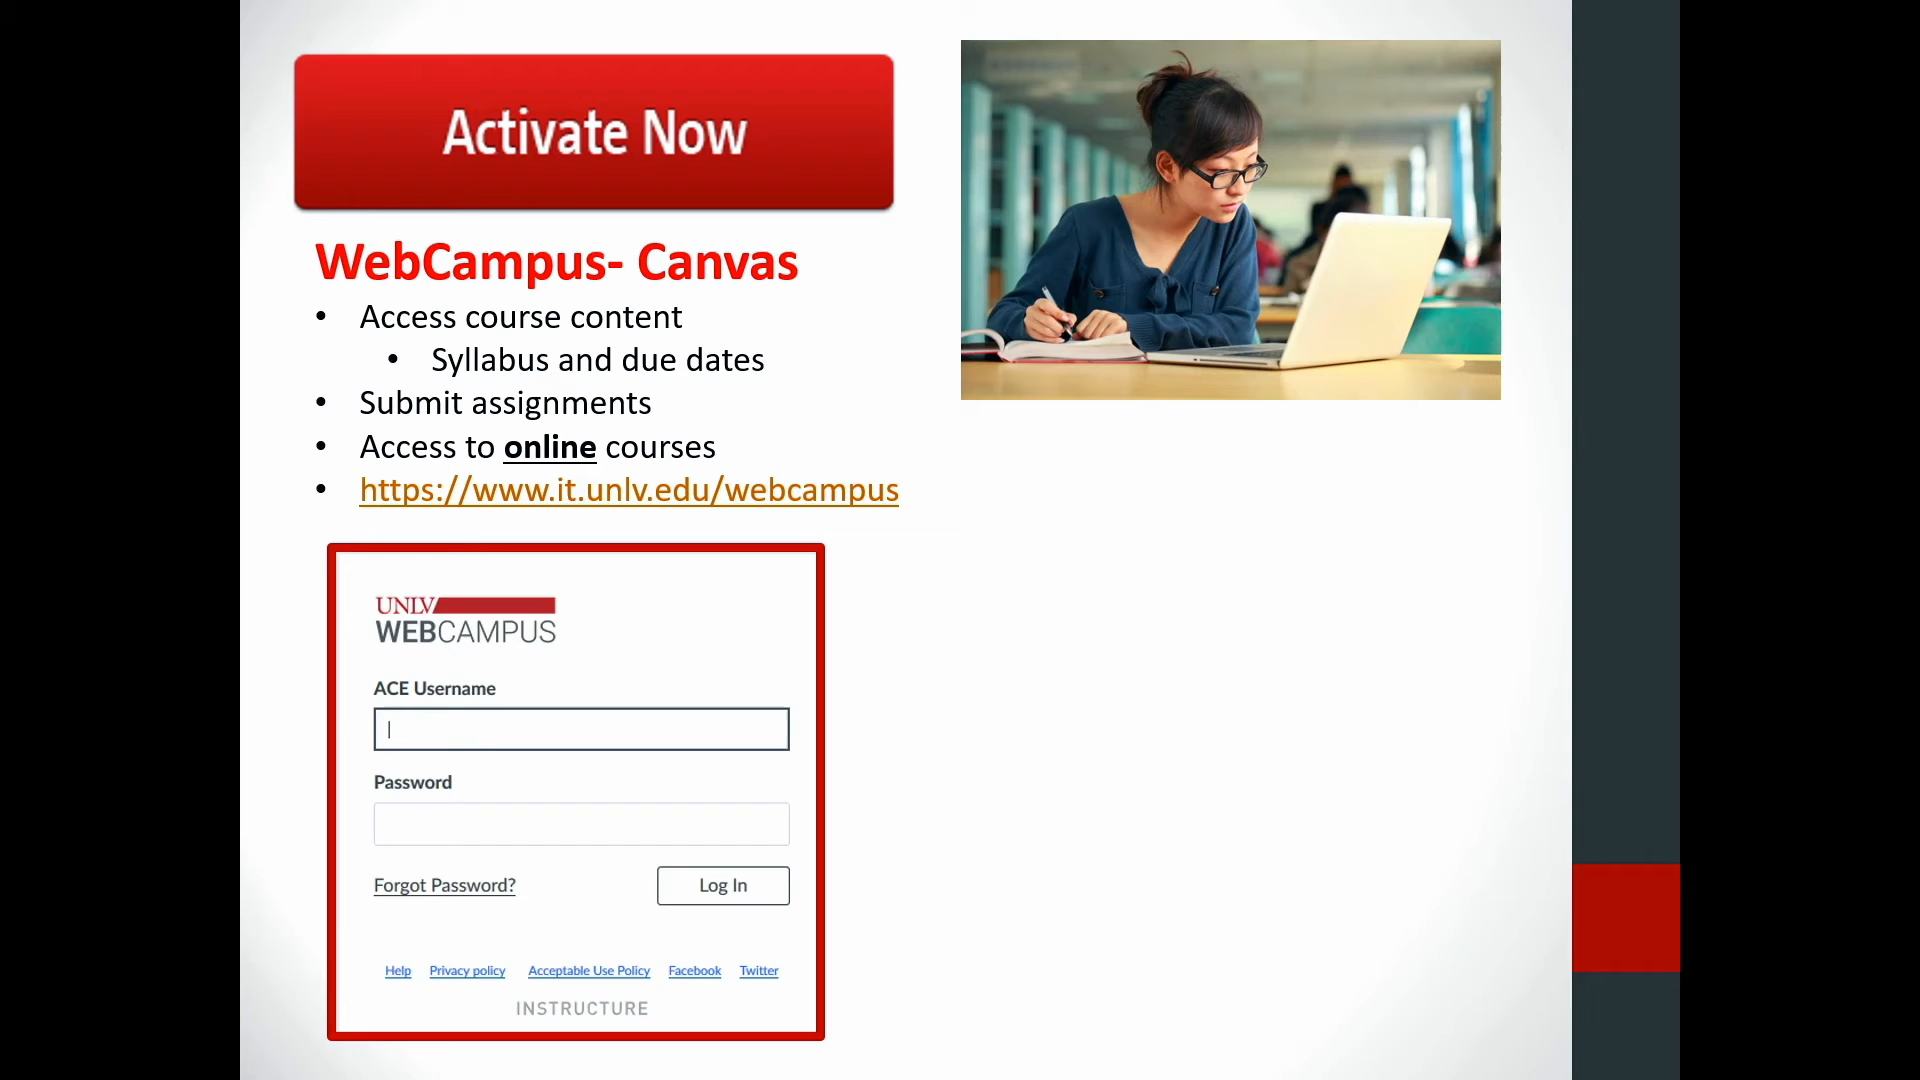 Activate Now
WebCampus- Canvas
• Access course content
• Syllabus and due dates
• Submit assignments
• Access to online courses
• https://www.it.unlv.edu/webcampus
UNLV
WEBCAMPUS
ACE Username
Password
Forgot Password?
Log In
Help Privacy policy Acceptable Use Policy Facebook Twitter
INSTRUCTURE